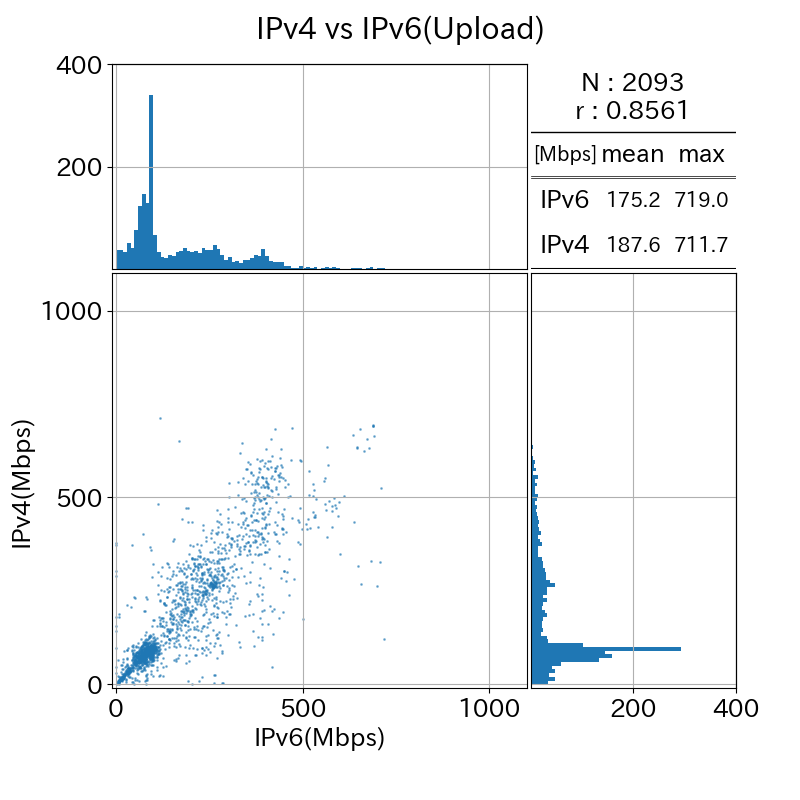 IPv4 vs IPv6(Upload)
400
200
N : 2093
r : 0.8561
[Mbps] mean max
IPv6 175.2 719.0
IPv4 187.6 711.7
1000
500
0
IPv4(Mbps)
0 500 1000
200 400
IPv6(Mbps)